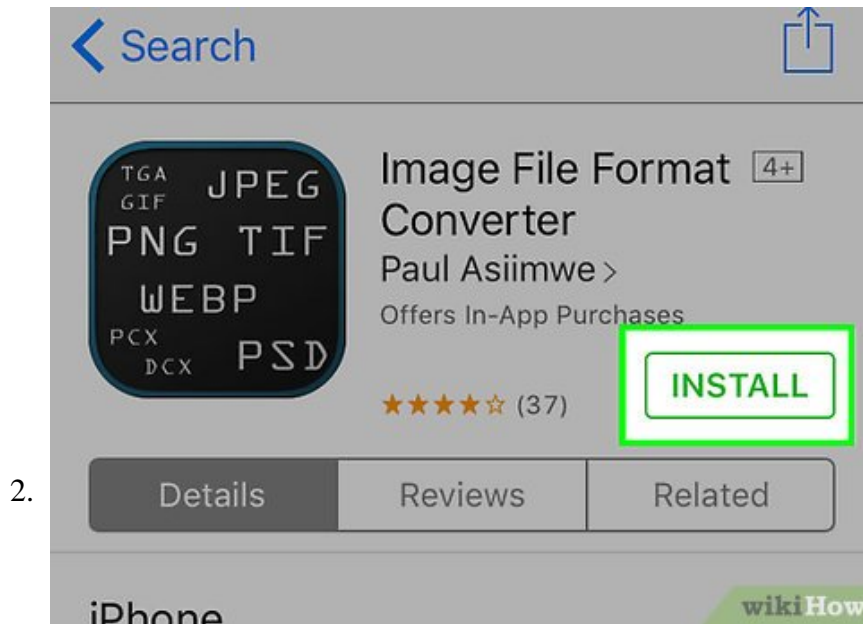 Search
TGA
GIF
JPEG
PNG TIF
WEBP
PCX
DCX
PSD
Image File Format 4+
Converter
Paul Asiimwe >
Offers In-App Purchases
★★★★☆ (37)
INSTALL
2.
Details Reviews Related
iPhone
wikiHow